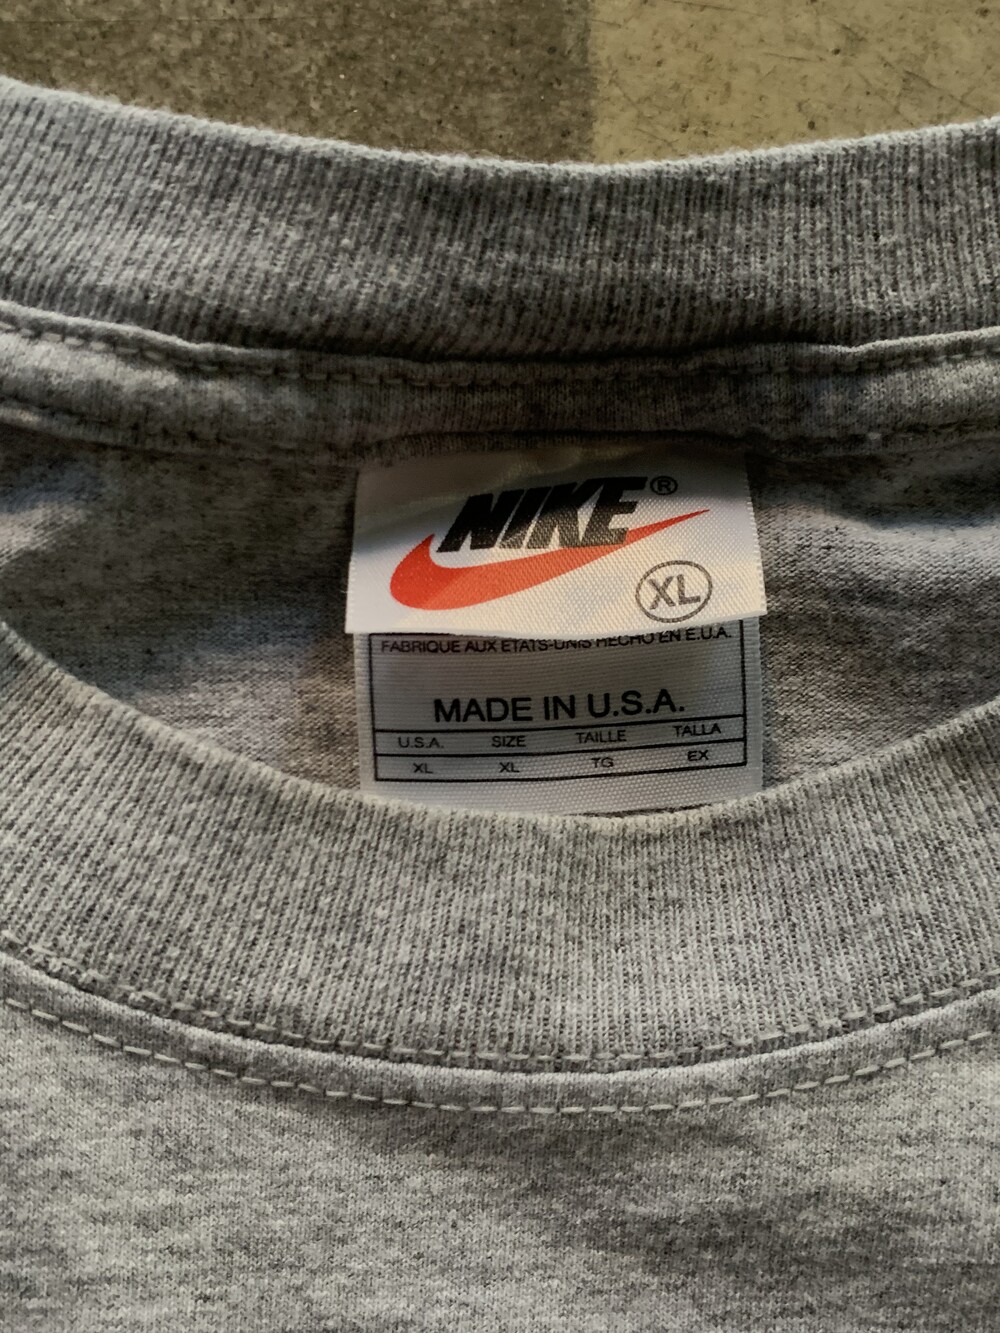 NIKE®
XL
FABRIQUE AUX ETATS-UNIS HECHO EN E.U.A.
MADE IN U.S.A.
U.S.A. SIZE TAILLE TALLA
XL XL TG EX